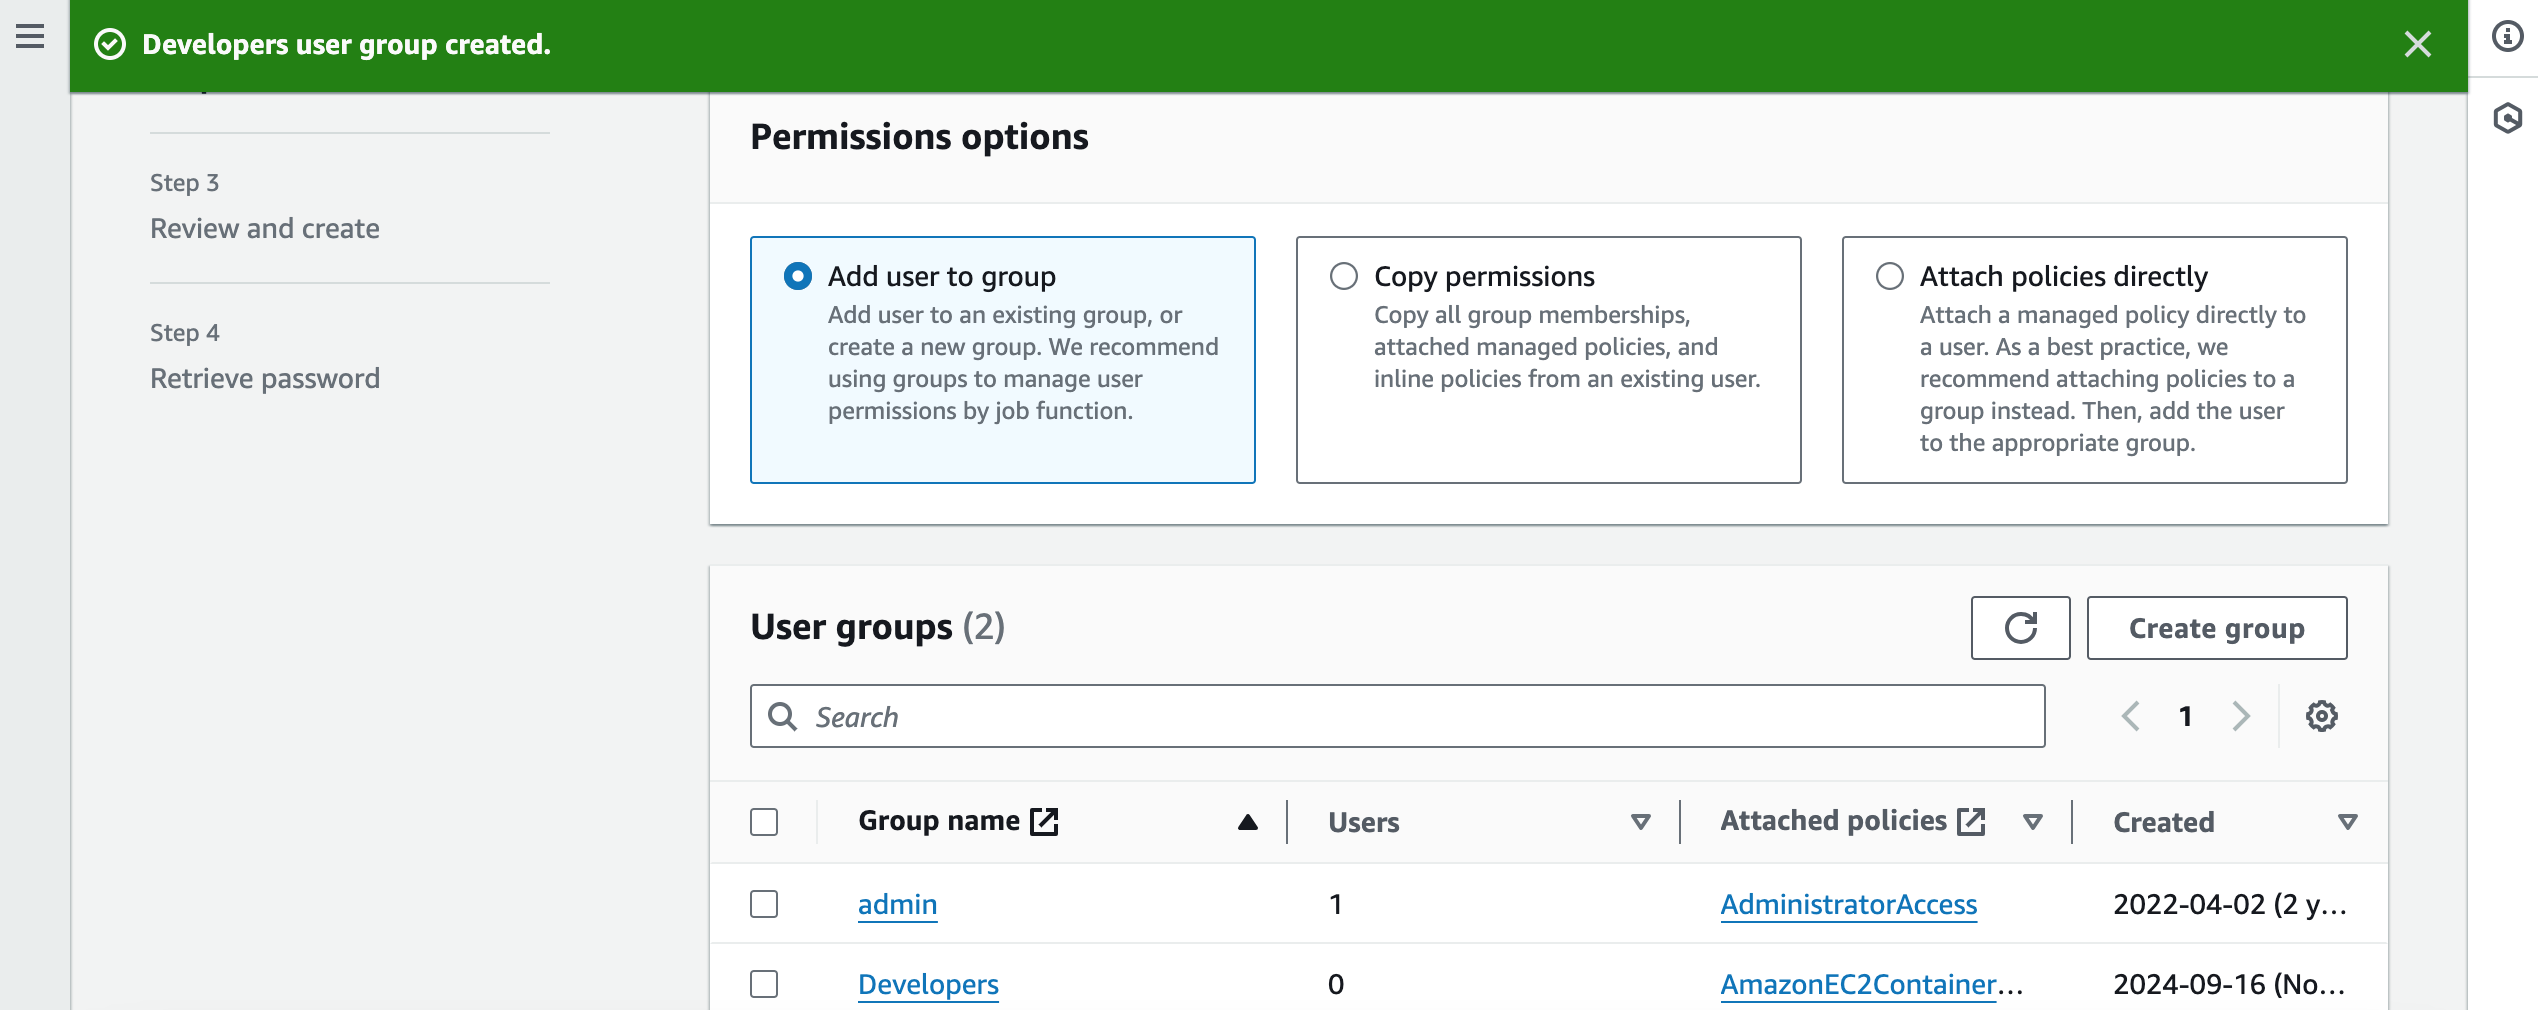 Developers user group created.
Step 3
Review and create
Step 4
Retrieve password
Permissions options
Add user to group
Add user to an existing group, or
create a new group. We recommend
using groups to manage user
permissions by job function.
Copy permissions
Copy all group memberships,
attached managed policies, and
inline policies from an existing user.
Attach policies directly
Attach a managed policy directly to
a user. As a best practice, we
recommend attaching policies to a
group instead. Then, add the user
to the appropriate group.
User groups (2)
Create group
Search
1
Group name Users Attached policies Created
admin 1 AdministratorAccess 2022-04-02 (2 y...
Developers 0 AmazonEC2Container... 2024-09-16 (No...